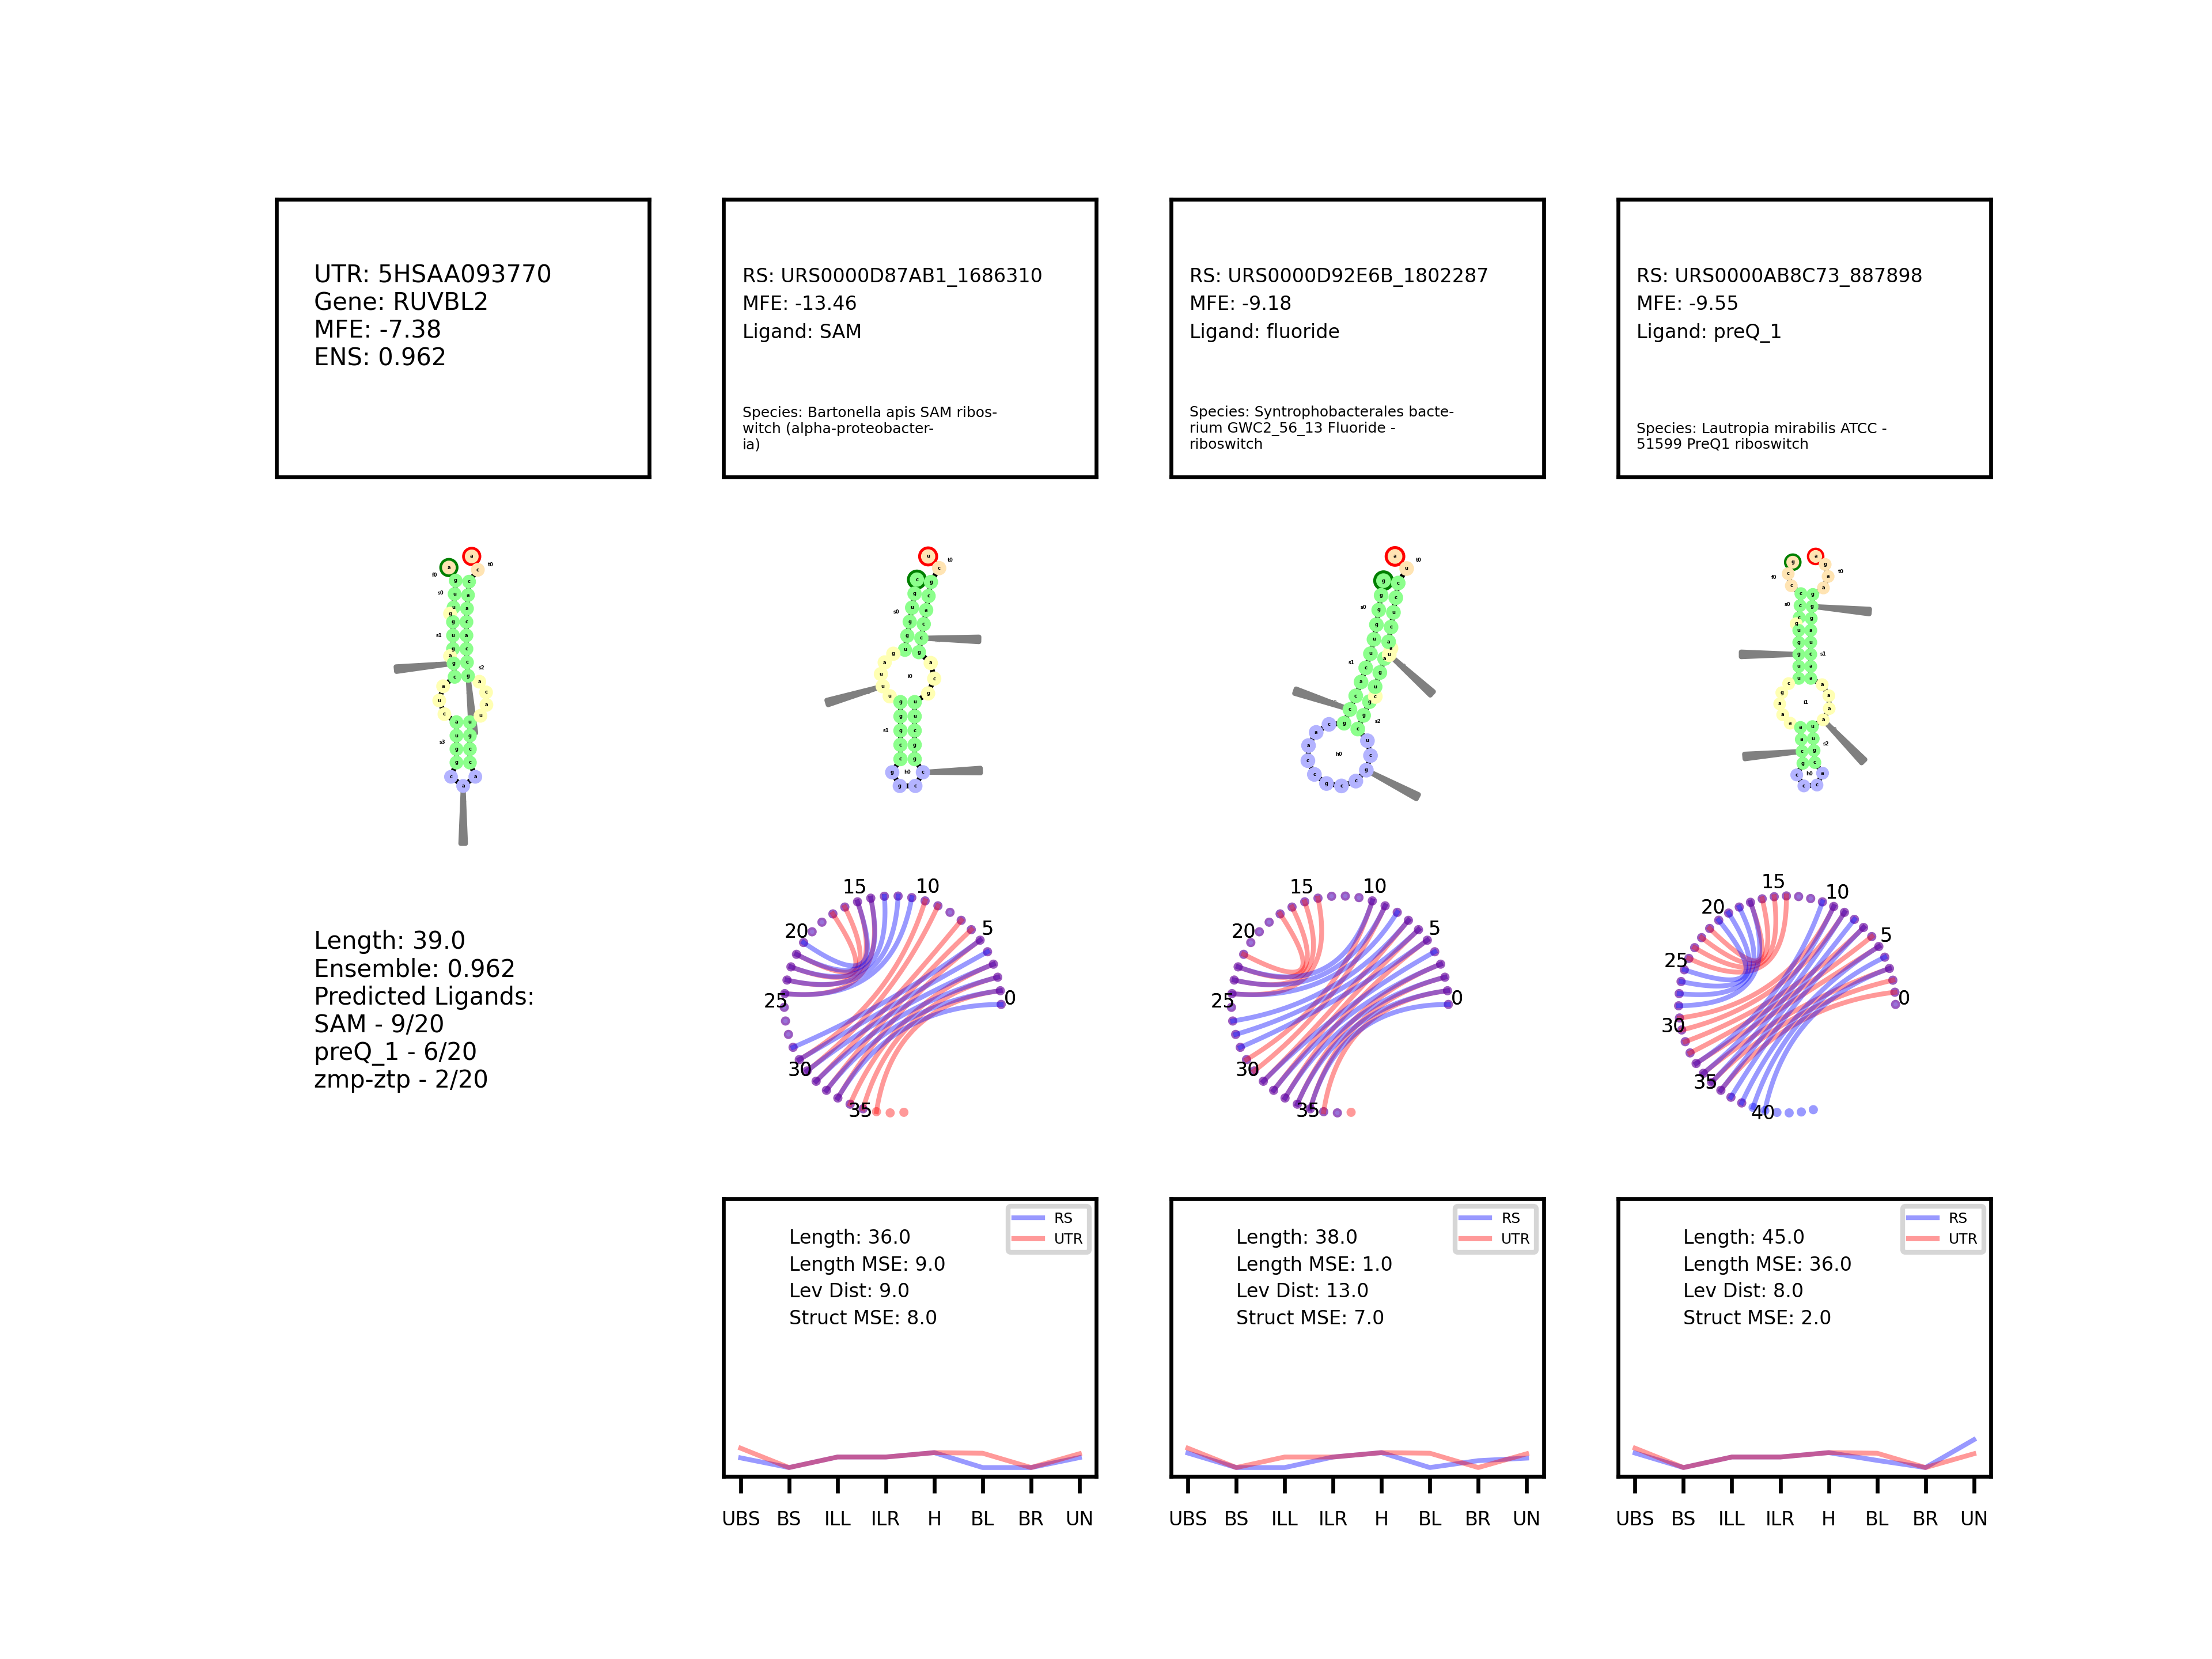 UTR: 5HSAA093770
Gene: RUVBL2
MFE: -7.38
ENS: 0.962
RS: URS0000D87AB1_1686310
MFE: -13.46
Ligand: SAM
Species: Bartonella apis SAM ribos-
witch (alpha-proteobacter-
ia)
RS: URS0000D92E6B_1802287
MFE: -9.18
Ligand: fluoride
Species: Syntrophobacterales bacte-
rium GWC2_56_13 Fluoride -
riboswitch
RS: URS0000AB8C73_887898
MFE: -9.55
Ligand: preQ_1
Species: Lautropia mirabilis ATCC -
51599 PreQ1 riboswitch
Length: 39.0
Ensemble: 0.962
Predicted Ligands:
SAM - 9/20
preQ_1 - 6/20
zmp-ztp - 2/20
0
5
10
15
20
25
30
35
0
5
10
15
20
25
30
35
0
5
10
15
20
25
30
35
40
RS
UTR
Length: 36.0
Length MSE: 9.0
Lev Dist: 9.0
Struct MSE: 8.0
UBS BS ILL ILR H BL BR UN
RS
UTR
Length: 38.0
Length MSE: 1.0
Lev Dist: 13.0
Struct MSE: 7.0
UBS BS ILL ILR H BL BR UN
RS
UTR
Length: 45.0
Length MSE: 36.0
Lev Dist: 8.0
Struct MSE: 2.0
UBS BS ILL ILR H BL BR UN